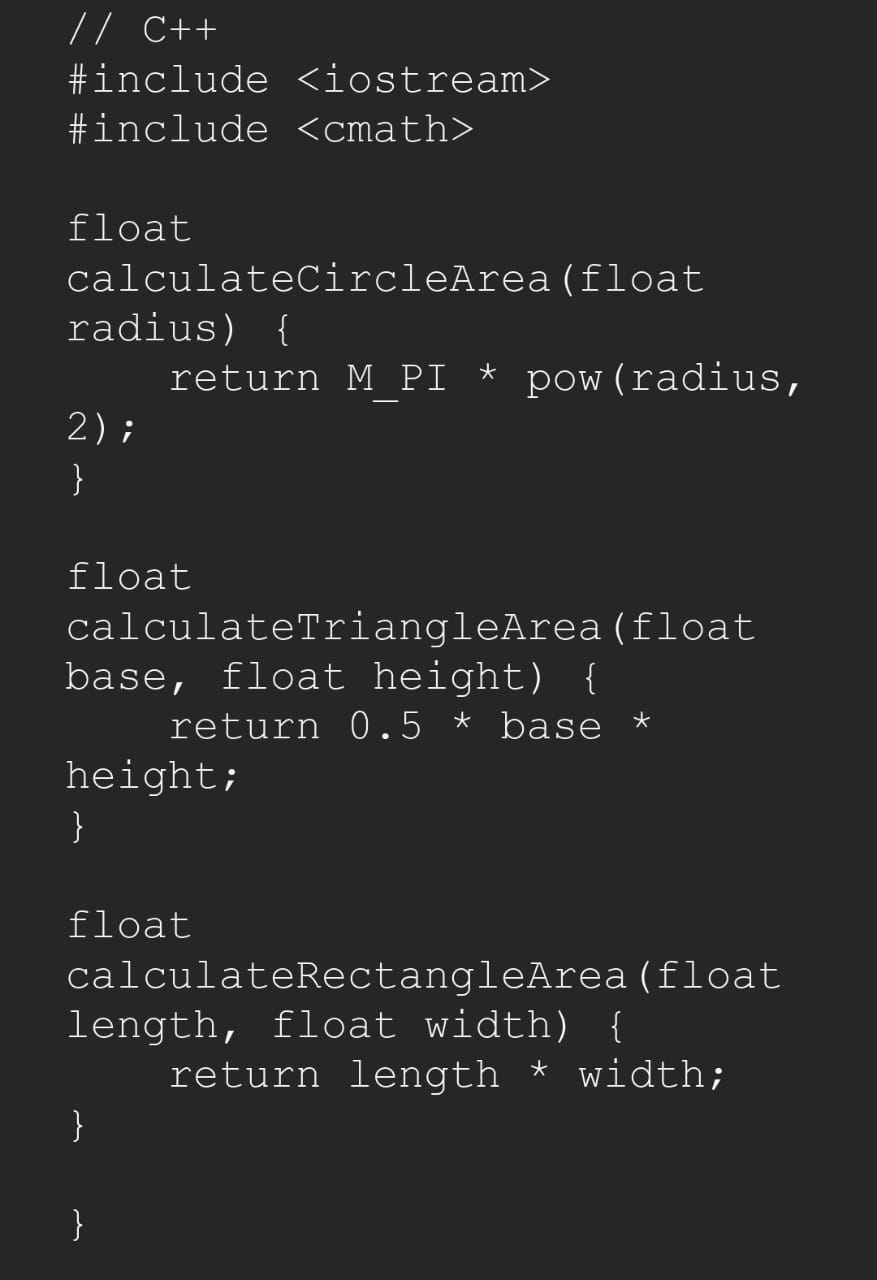 // C++
#include <iostream>
#include <cmath>

float
calculateCircleArea(float
radius) {
    return M_PI * pow(radius,
2);
}

float
calculateTriangleArea(float
base, float height) {
    return 0.5 * base *
height;
}

float
calculateRectangleArea(float
length, float width) {
    return length * width;
}

}